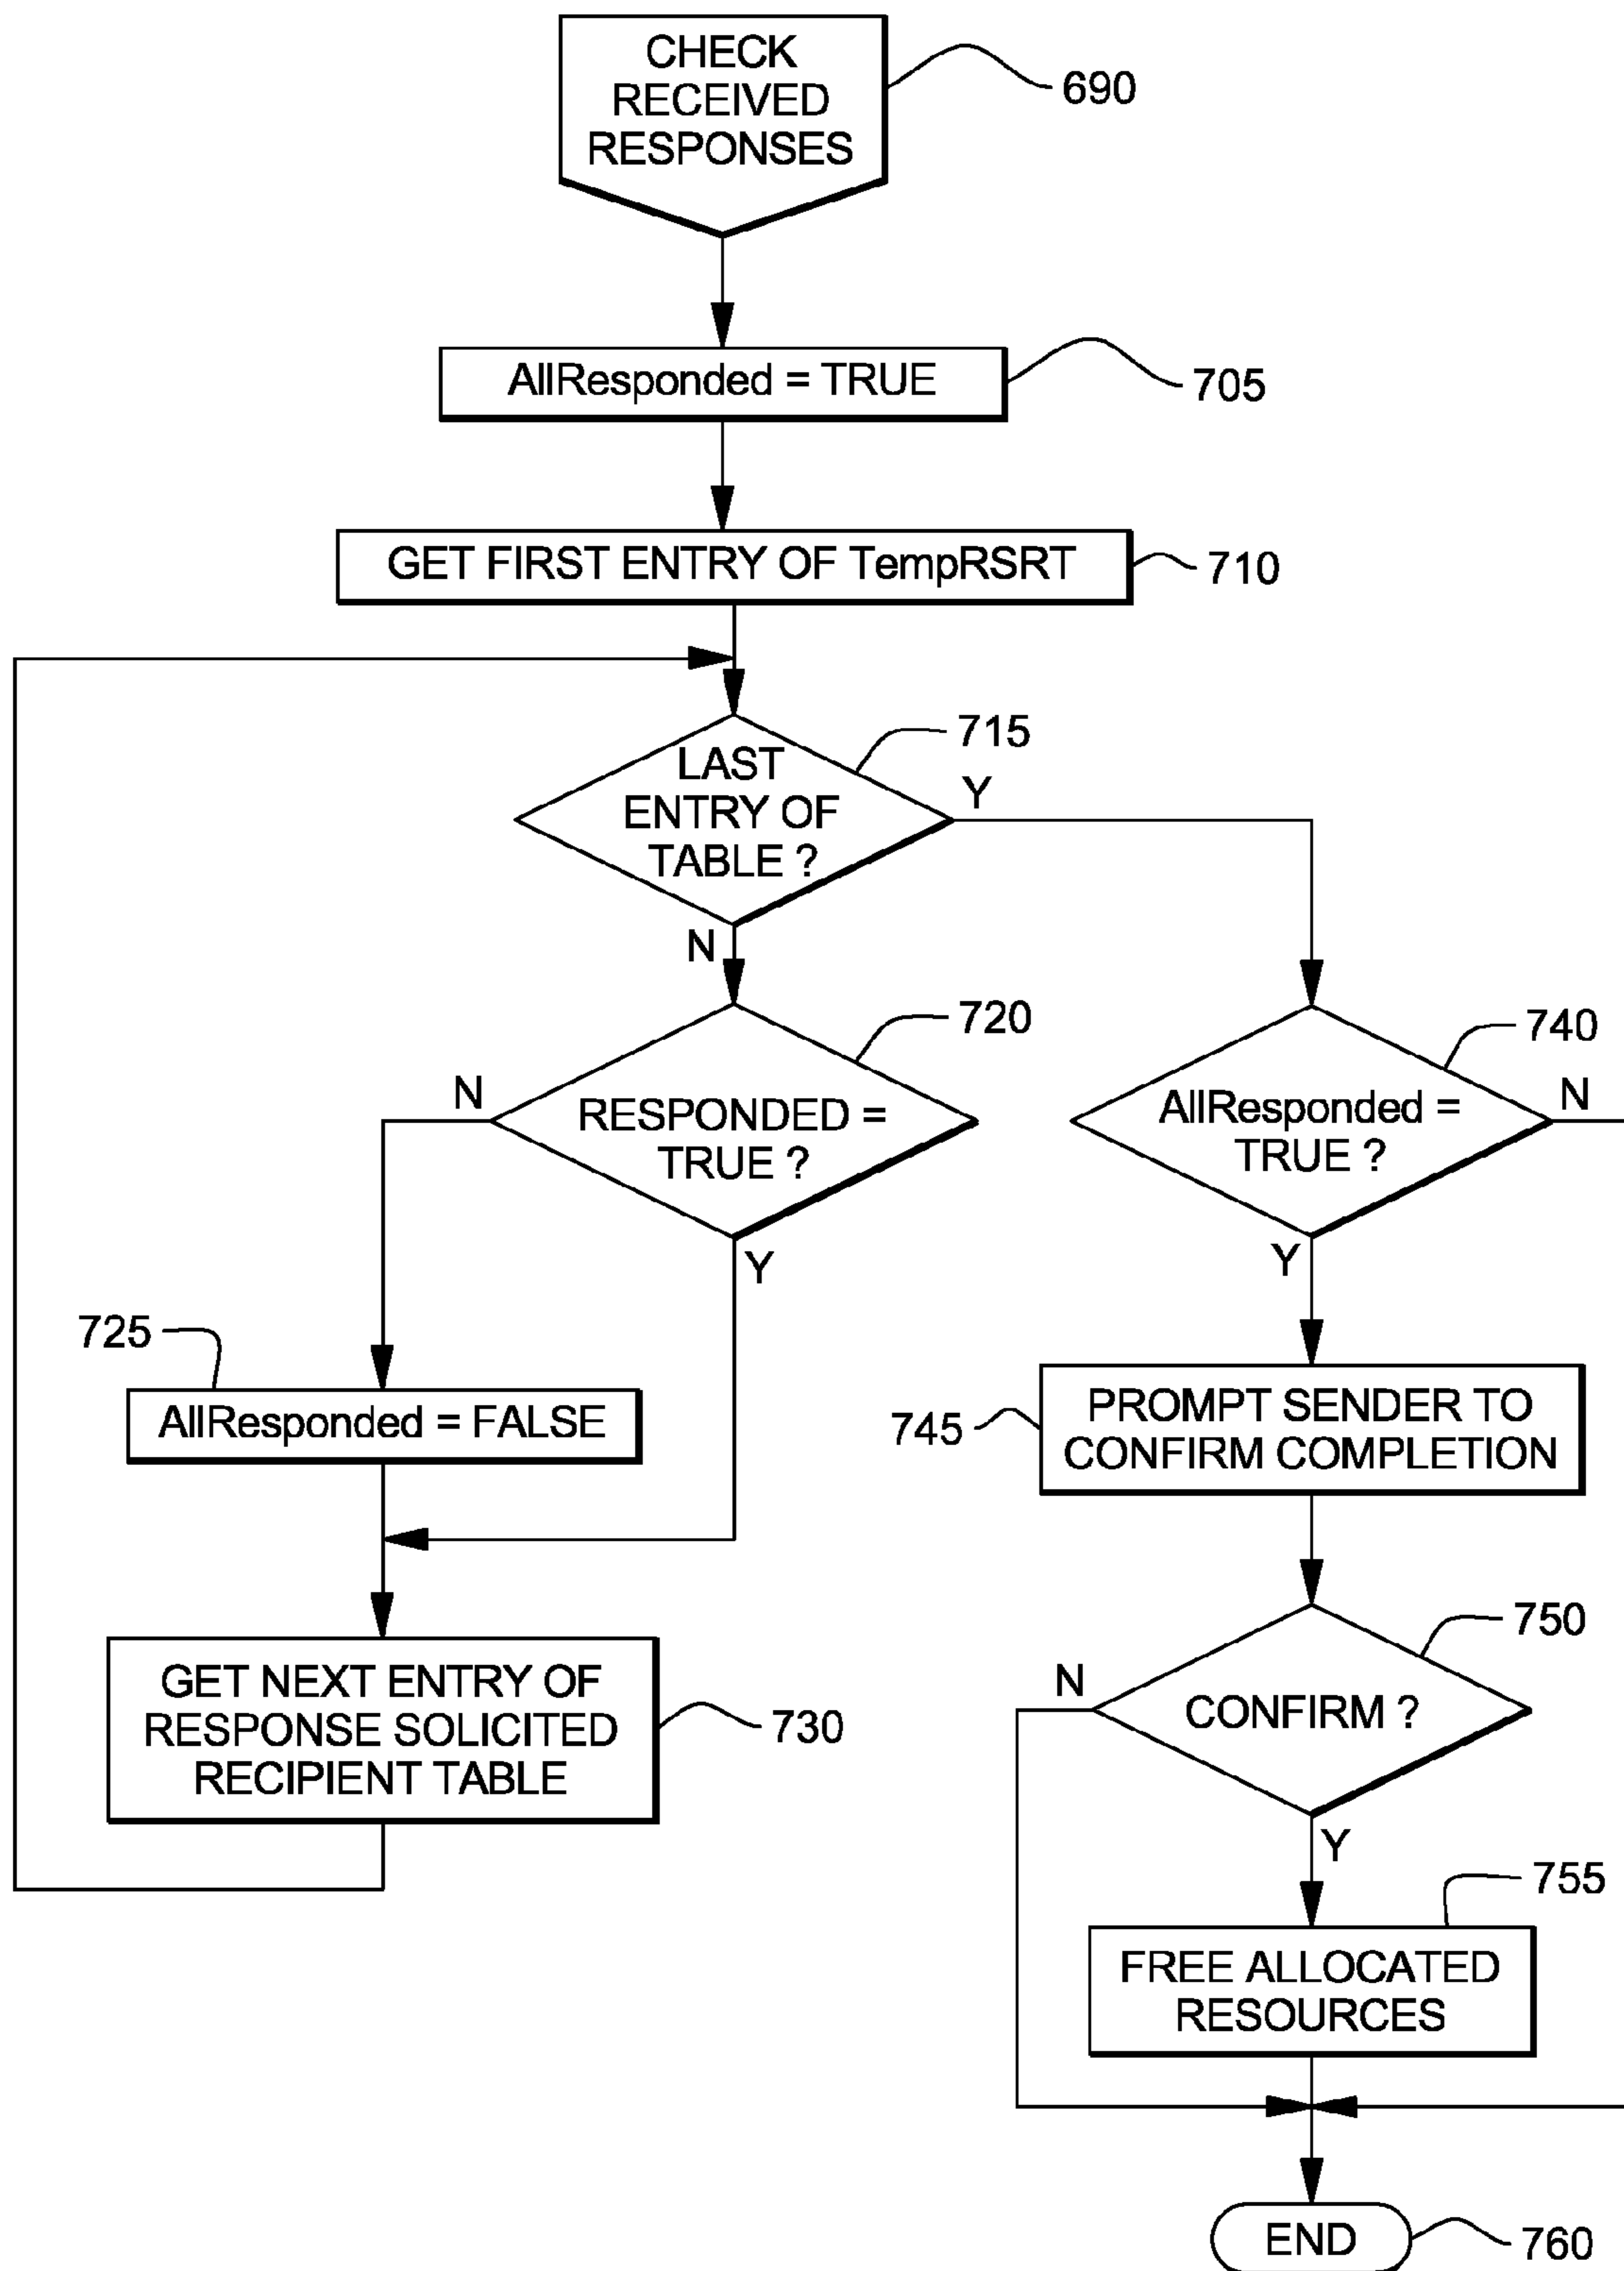 CHECK
RECEIVED
RESPONSES
690
AllResponded = TRUE
705
GET FIRST ENTRY OF TempRSRT
710
LAST
ENTRY OF
TABLE ?
715
Y
N
RESPONDED =
TRUE ?
720
N
Y
725
AllResponded = FALSE
GET NEXT ENTRY OF
RESPONSE SOLICITED
RECIPIENT TABLE
730
AllResponded =
TRUE ?
740
N
Y
745
PROMPT SENDER TO
CONFIRM COMPLETION
CONFIRM ?
750
N
Y
755
FREE ALLOCATED
RESOURCES
END
760